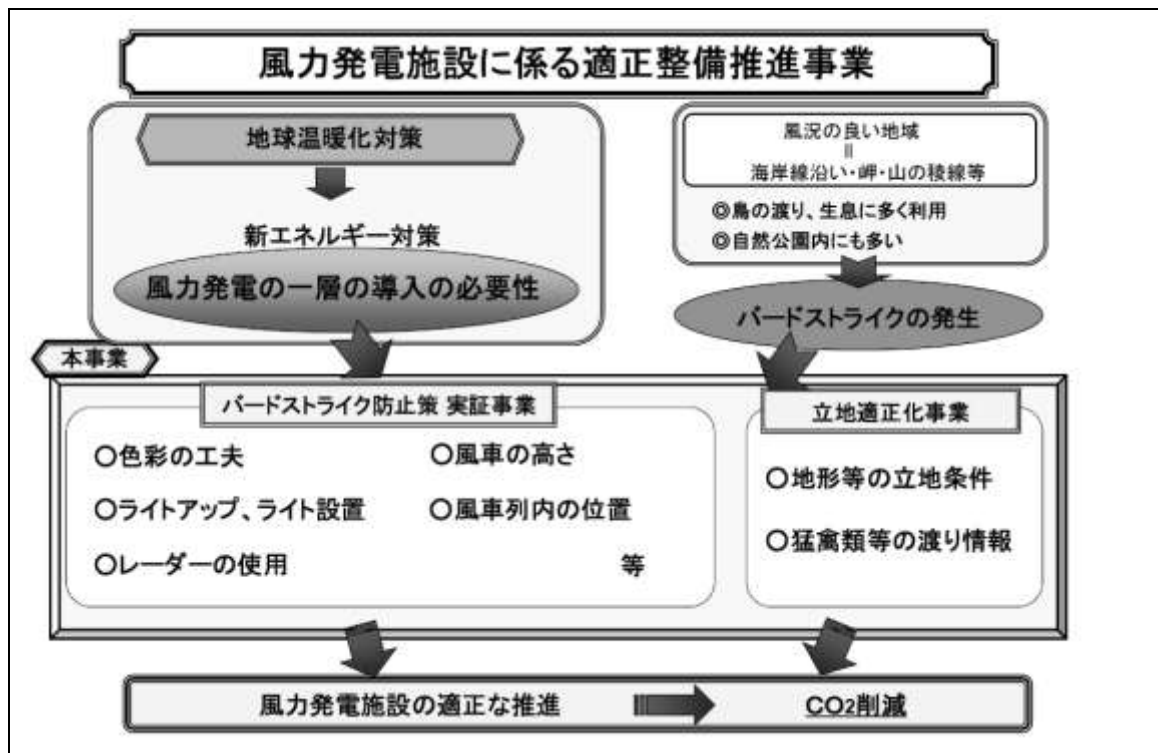 風力発電施設に係る適正整備推進事業
地球温暖化対策
新エネルギー対策
風力発電の一層の導入の必要性
風況の良い地域
＝
海岸線沿い・岬・山の稜線等
◎鳥の渡り、生息に多く利用
◎自然公園内にも多い
バードストライクの発生
本事業
バードストライク防止策 実証事業
○色彩の工夫
○風車の高さ
○ライトアップ、ライト設置
○風車列内の位置
○レーダーの使用
等
立地適正化事業
○地形等の立地条件
○猛禽類等の渡り情報
風力発電施設の適正な推進
CO2削減